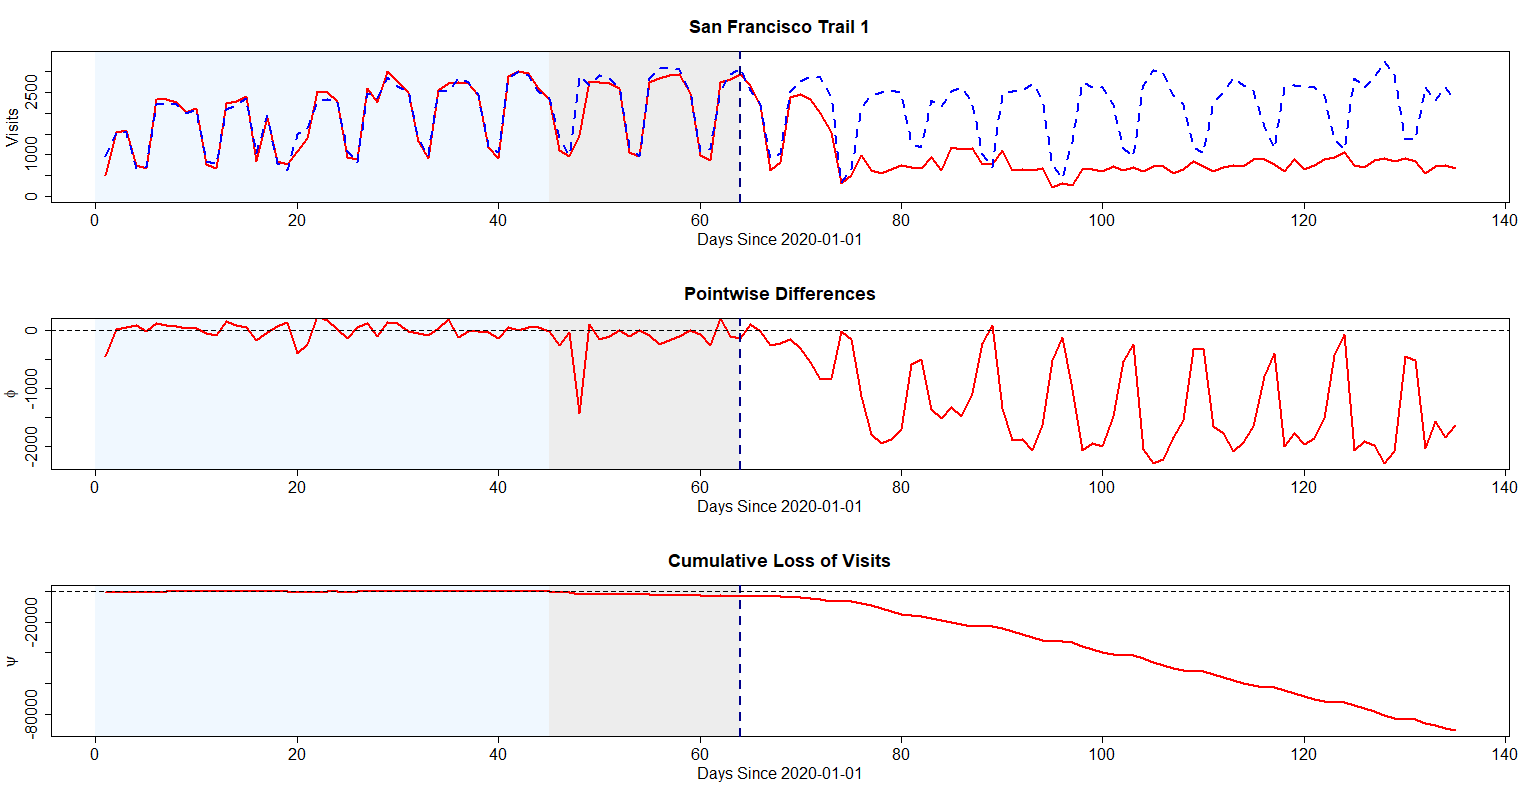 San Francisco Trail 1
Visits
0 1000 2500
0 20 40 60 80 100 120 140
Days Since 2020-01-01
Pointwise Differences
ϕ
-2000 -1000 0
0 20 40 60 80 100 120 140
Days Since 2020-01-01
Cumulative Loss of Visits
ψ
-80000 -20000
0 20 40 60 80 100 120 140
Days Since 2020-01-01